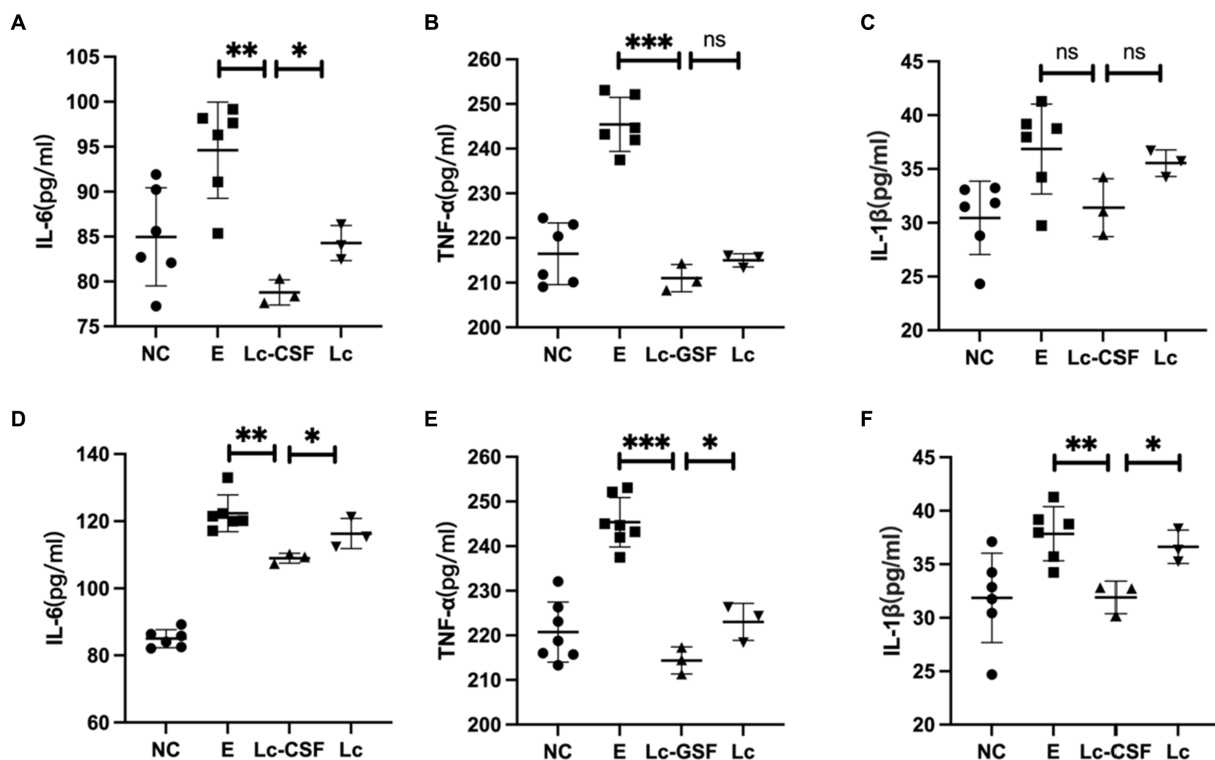 A
IL-6(pg/ml)
105
100
95
90
85
80
75
** *
NC E Lc-CSF Lc
B
TNF-α(pg/ml)
260
250
240
230
220
210
200
*** ns
NC E Lc-GSF Lc
C
IL-1β(pg/ml)
45
40
35
30
25
20
ns ns
NC E Lc-CSF Lc
D
IL-6(pg/ml)
140
120
100
80
60
** *
NC E Lc-CSF Lc
E
TNF-α(pg/ml)
260
250
240
230
220
210
200
*** *
NC E Lc-GSF Lc
F
IL-1β(pg/ml)
45
40
35
30
25
20
** *
NC E Lc-CSF Lc